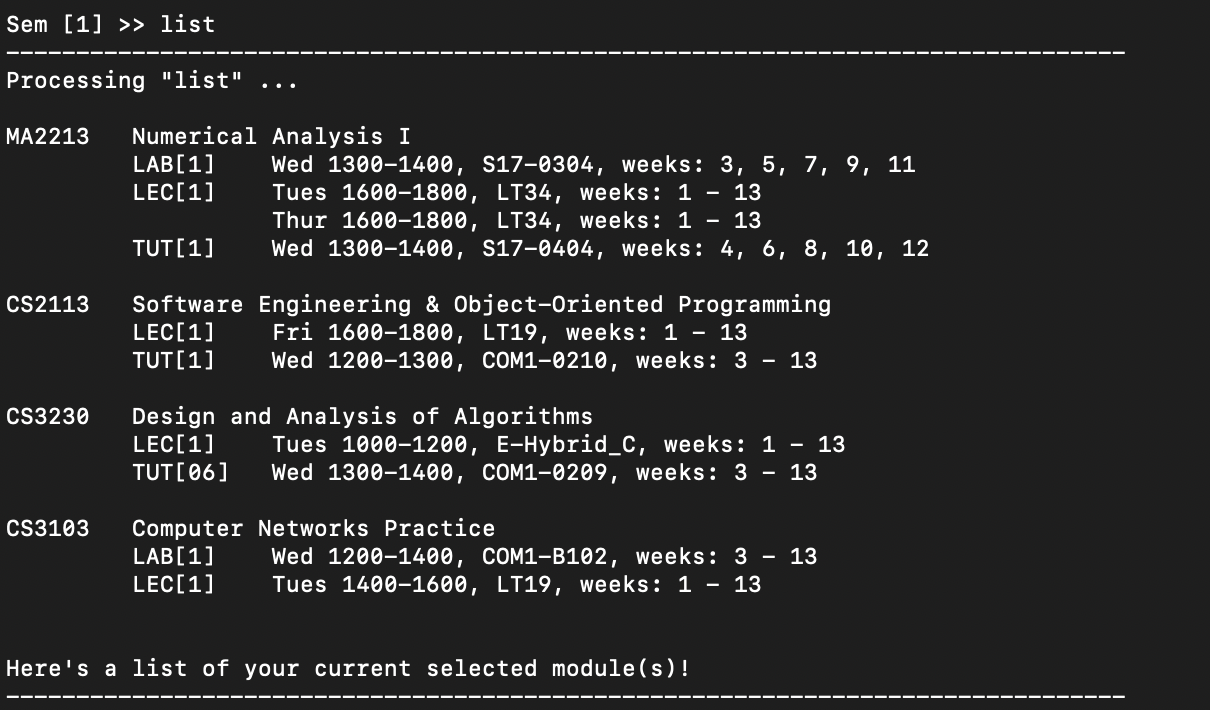 Sem [1] >> list
--------------------------------------------------------------------------------
Processing "list" ...
MA2213   Numerical Analysis I
         LAB[1]    Wed 1300-1400, S17-0304, weeks: 3, 5, 7, 9, 11
         LEC[1]    Tues 1600-1800, LT34, weeks: 1 - 13
                   Thur 1600-1800, LT34, weeks: 1 - 13
         TUT[1]    Wed 1300-1400, S17-0404, weeks: 4, 6, 8, 10, 12
CS2113   Software Engineering & Object-Oriented Programming
         LEC[1]    Fri 1600-1800, LT19, weeks: 1 - 13
         TUT[1]    Wed 1200-1300, COM1-0210, weeks: 3 - 13
CS3230   Design and Analysis of Algorithms
         LEC[1]    Tues 1000-1200, E-Hybrid_C, weeks: 1 - 13
         TUT[06]   Wed 1300-1400, COM1-0209, weeks: 3 - 13
CS3103   Computer Networks Practice
         LAB[1]    Wed 1200-1400, COM1-B102, weeks: 3 - 13
         LEC[1]    Tues 1400-1600, LT19, weeks: 1 - 13
Here's a list of your current selected module(s)!
--------------------------------------------------------------------------------